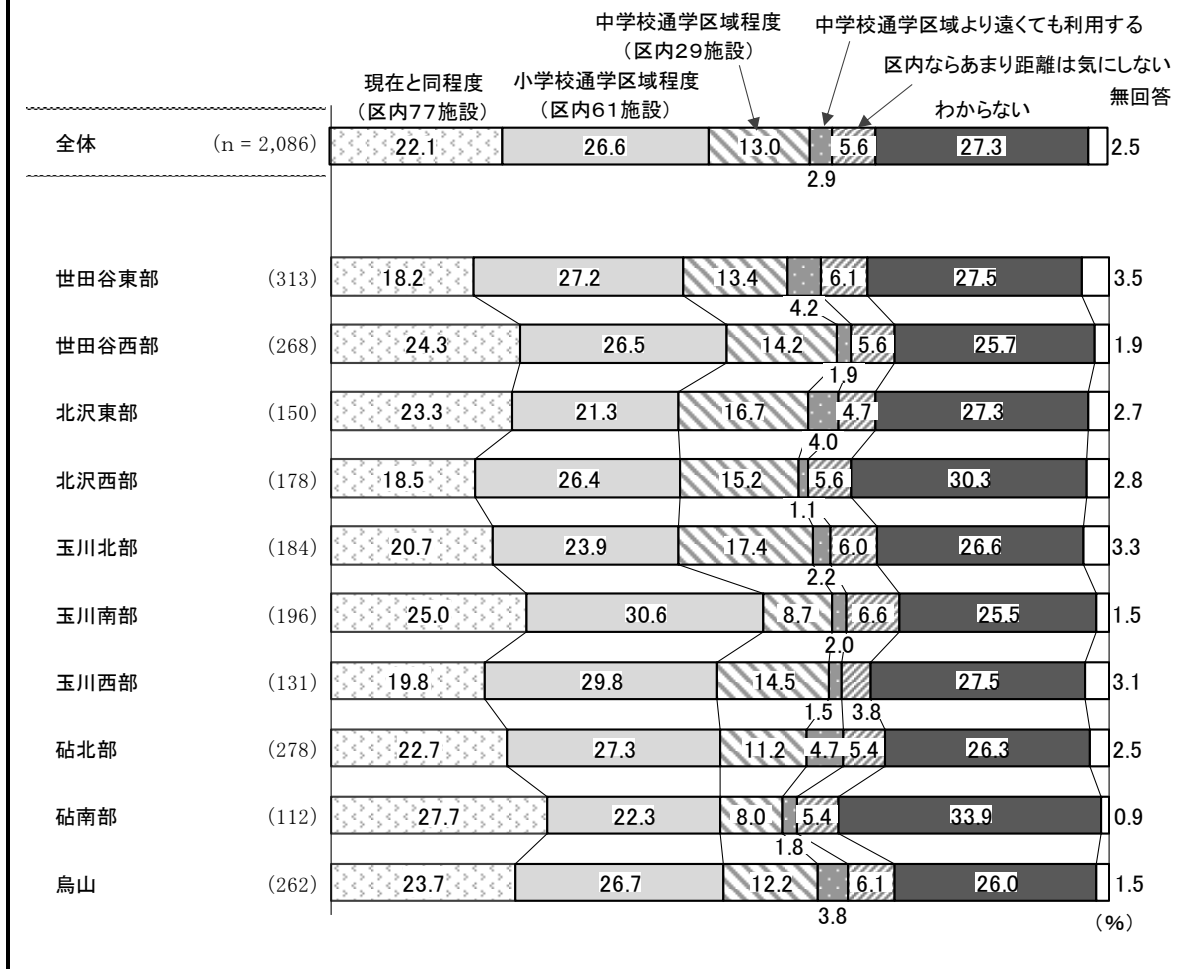 中学校通学区域程度
(区内29施設)
中学校通学区域より遠くても利用する
区内ならあまり距離は気にしない
現在と同程度
(区内77施設)
小学校通学区域程度
(区内61施設)
わからない
無回答
全体 (n = 2,086) 22.1 26.6 13.0 5.6 27.3 2.5
2.9
世田谷東部 (313) 18.2 27.2 13.4 6.1 27.5 3.5
4.2
世田谷西部 (268) 24.3 26.5 14.2 5.6 25.7 1.9
1.9
北沢東部 (150) 23.3 21.3 16.7 4.7 27.3 2.7
4.0
北沢西部 (178) 18.5 26.4 15.2 5.6 30.3 2.8
1.1
玉川北部 (184) 20.7 23.9 17.4 6.0 26.6 3.3
2.2
玉川南部 (196) 25.0 30.6 8.7 6.6 25.5 1.5
2.0
玉川西部 (131) 19.8 29.8 14.5 27.5 3.1
1.5 3.8
砧北部 (278) 22.7 27.3 11.2 4.7 5.4 26.3 2.5
砧南部 (112) 27.7 22.3 8.0 5.4 33.9 0.9
1.8
烏山 (262) 23.7 26.7 12.2 6.1 26.0 1.5
3.8
(%)